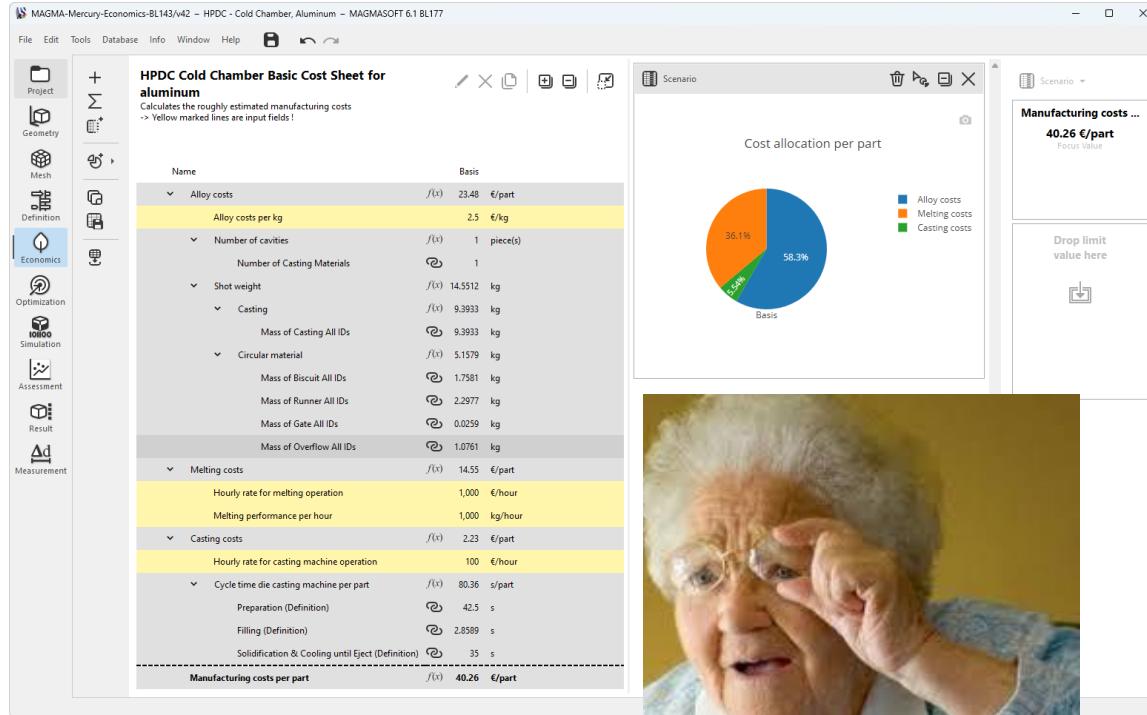 MAGMA-Mercury-Economics-BL143/v42 – HPDC - Cold Chamber, Aluminum – MAGMASOFT 6.1 BL177
File Edit Tools Database Info Window Help
Project
Geometry
Mesh
Definition
Economics
Optimization
IOIIOO
Simulation
Assessment
Result
Δd
Measurement
HPDC Cold Chamber Basic Cost Sheet for
aluminum
Calculates the roughly estimated manufacturing costs
-> Yellow marked lines are input fields !
Name Basis
Alloy costs f(x) 23.48 €/part
Alloy costs per kg 2.5 €/kg
Number of cavities f(x) 1 piece(s)
Number of Casting Materials 1
Shot weight f(x) 14.5512 kg
Casting f(x) 9.3933 kg
Mass of Casting All IDs 9.3933 kg
Circular material f(x) 5.1579 kg
Mass of Biscuit All IDs 1.7581 kg
Mass of Runner All IDs 2.2977 kg
Mass of Gate All IDs 0.0259 kg
Mass of Overflow All IDs 1.0761 kg
Melting costs f(x) 14.55 €/part
Hourly rate for melting operation 1,000 €/hour
Melting performance per hour 1,000 kg/hour
Casting costs f(x) 2.23 €/part
Hourly rate for casting machine operation 100 €/hour
Cycle time die casting machine per part f(x) 80.36 s/part
Preparation (Definition) 42.5 s
Filling (Definition) 2.8589 s
Solidification & Cooling until Eject (Definition) 35 s
Manufacturing costs per part f(x) 40.26 €/part
Scenario
Cost allocation per part
36.1%
58.3%
5.54%
Basis
Alloy costs
Melting costs
Casting costs
Scenario
Manufacturing costs ...
40.26 €/part
Focus Value
Drop limit
value here